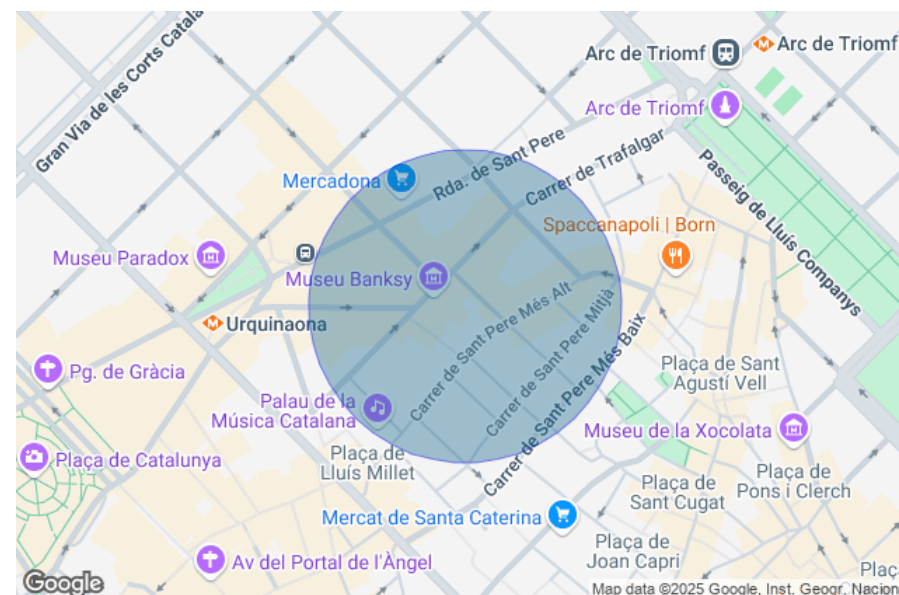 Gran Via de les Corts Catala
Arc de Triomf
Arc de Triomf
Arc de Triomf
Mercadona
Rda. de Sant Pere
Carrer de Trafalgar
Passeig de Lluís Companys
Spaccanapoli | Born
Museu Paradox
Museu Banksy
Urquinaona
Carrer de Sant Pere Més Alt
Carrer de Sant Pere Mitjà
Carrer de Sant Pere Més Baix
Pg. de Gràcia
Palau de la
Música Catalana
Plaça de Sant
Agustí Vell
Museu de la Xocolata
Plaça de Catalunya
Plaça de
Lluís Millet
Plaça de
Sant Cugat
Plaça de
Pons i Clerch
Mercat de Santa Caterina
Plaça de
Joan Capri
Av del Portal de l'Àngel
Plaç
Google
Map data ©2025 Google, Inst. Geogr. Nacion